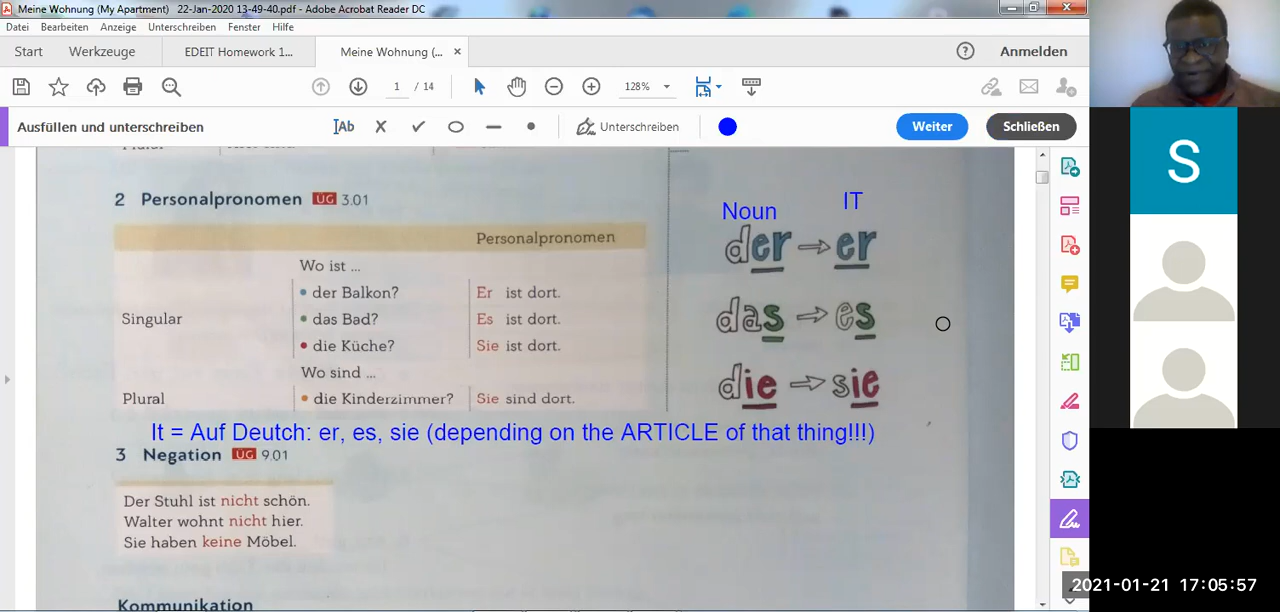 Meine Wohnung (My Apartment) 22-Jan-2020 13-49-40.pdf - Adobe Acrobat Reader DC
Datei Bearbeiten Anzeige Unterschreiben Fenster Hilfe
Start Werkzeuge EDEIT Homework 1... Meine Wohnung (... × Anmelden
1 / 14 128%
Ausfüllen und unterschreiben Ab Unterschreiben Weiter Schließen
2 Personalpronomen ÜG 3.01
Personalpronomen
Wo ist ...
• der Balkon? Er ist dort.
Singular • das Bad? Es ist dort.
• die Küche? Sie ist dort.
Wo sind ...
Plural • die Kinderzimmer? Sie sind dort.
Noun IT
der ⇒ er
das ⇒ es
die ⇒ sie
It = Auf Deutch: er, es, sie (depending on the ARTICLE of that thing!!!)
3 Negation ÜG 9.01
Der Stuhl ist nicht schön.
Walter wohnt nicht hier.
Sie haben keine Möbel.
Kommunikation
S
2021-01-21 17:05:57